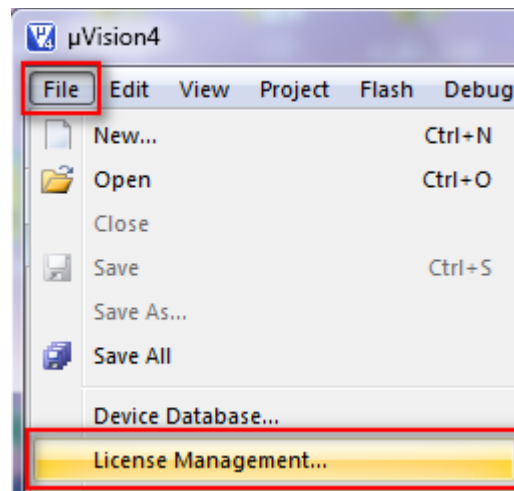 µVision4
File Edit View Project Flash Debug
New... Ctrl+N
Open Ctrl+O
Close
Save Ctrl+S
Save As...
Save All
Device Database...
License Management...